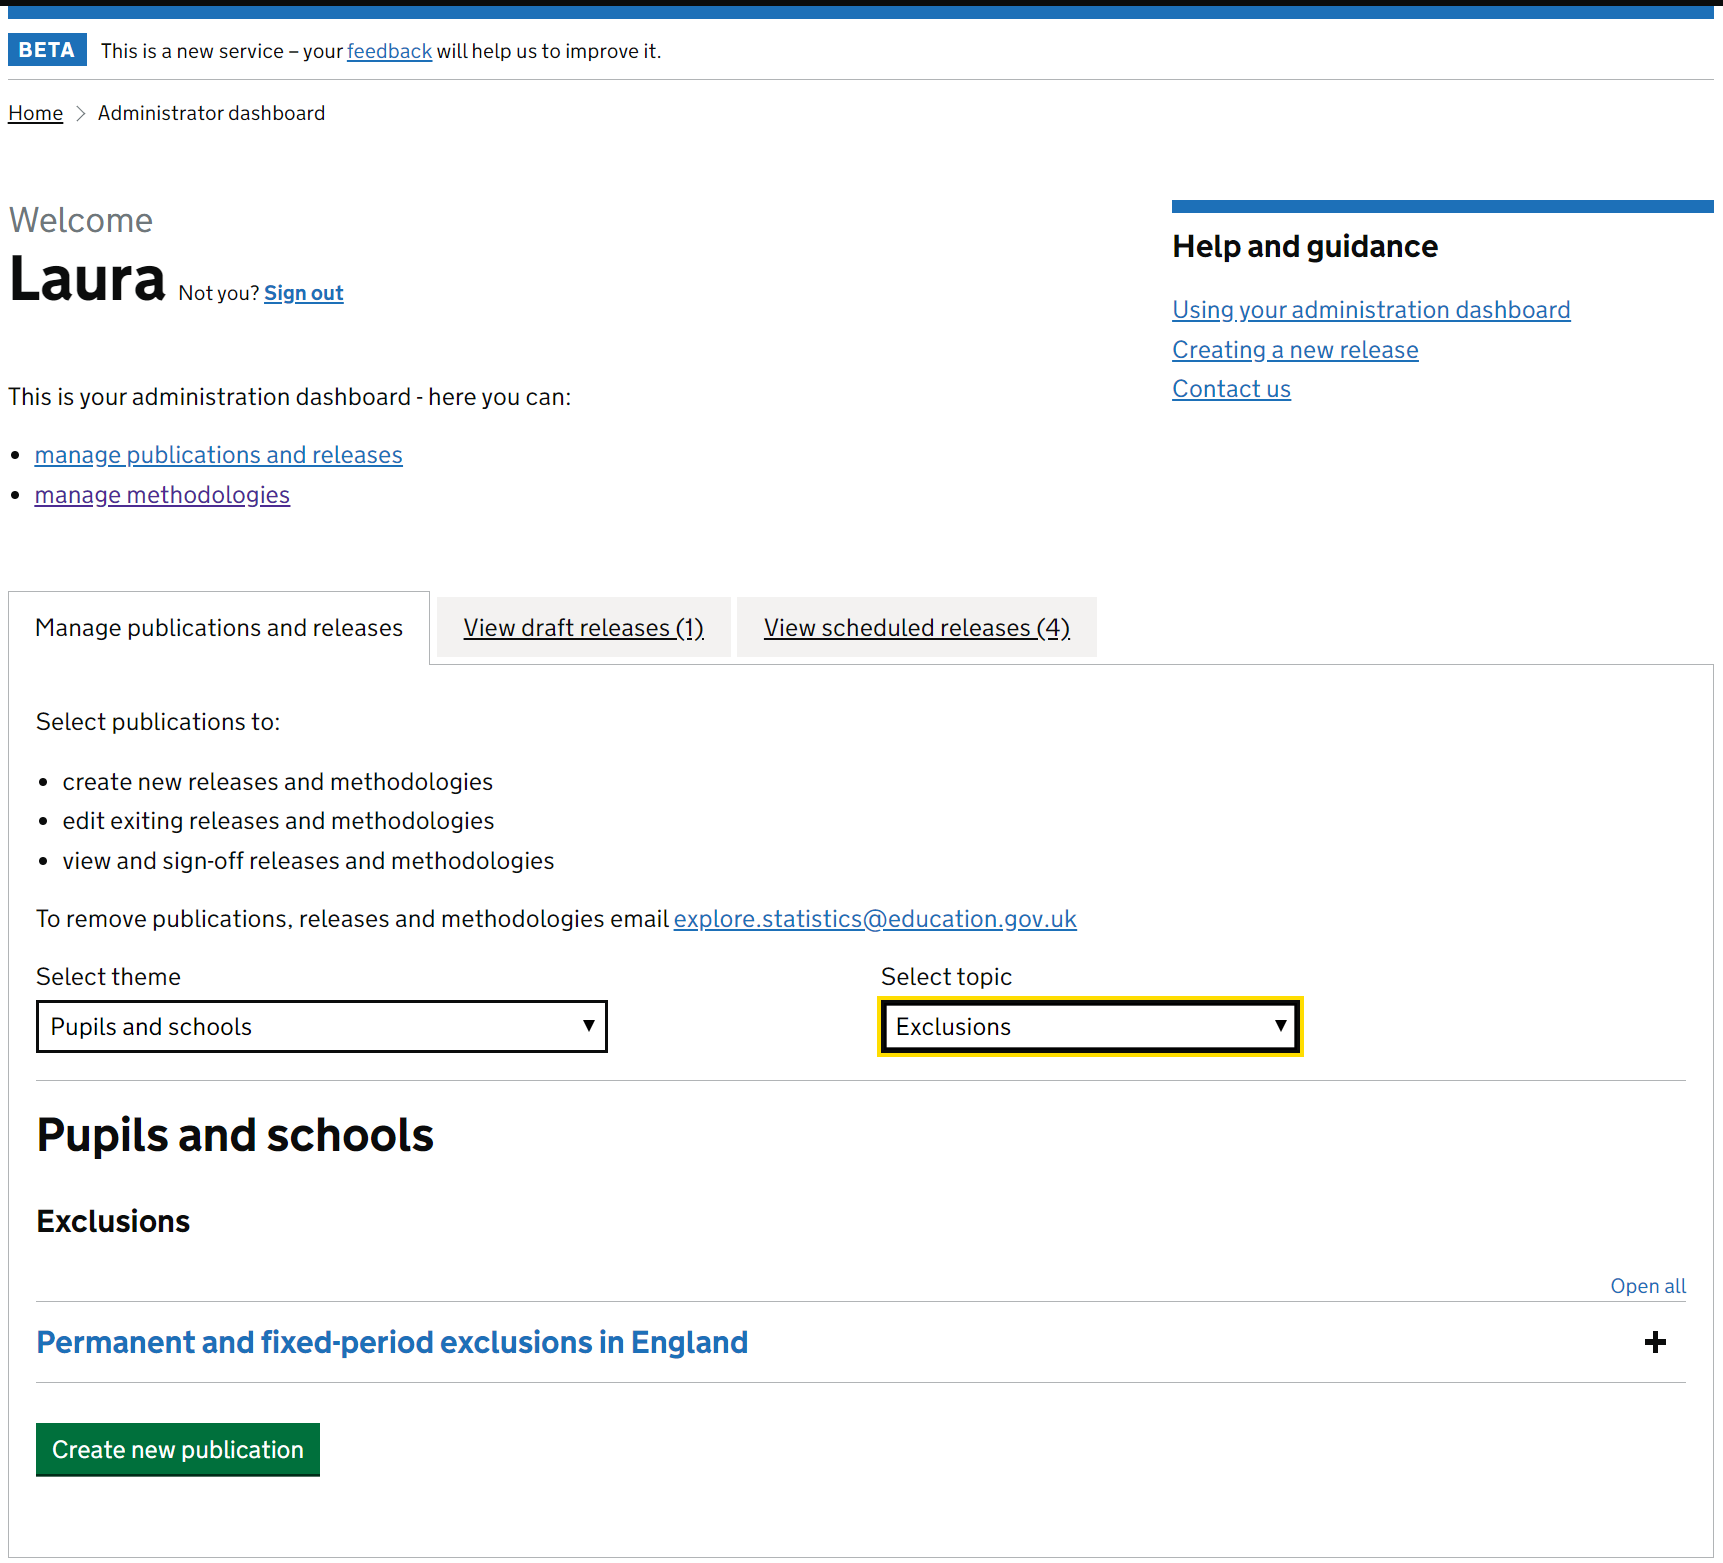 BETA This is a new service – your feedback will help us to improve it.
Home > Administrator dashboard
Welcome
Laura Not you? Sign out
Help and guidance
Using your administration dashboard
Creating a new release
Contact us
This is your administration dashboard - here you can:
• manage publications and releases
• manage methodologies
Manage publications and releases View draft releases (1) View scheduled releases (4)
Select publications to:
• create new releases and methodologies
• edit exiting releases and methodologies
• view and sign-off releases and methodologies
To remove publications, releases and methodologies email explore.statistics@education.gov.uk
Select theme Select topic
Pupils and schools Exclusions
Pupils and schools
Exclusions
Open all
Permanent and fixed-period exclusions in England
Create new publication